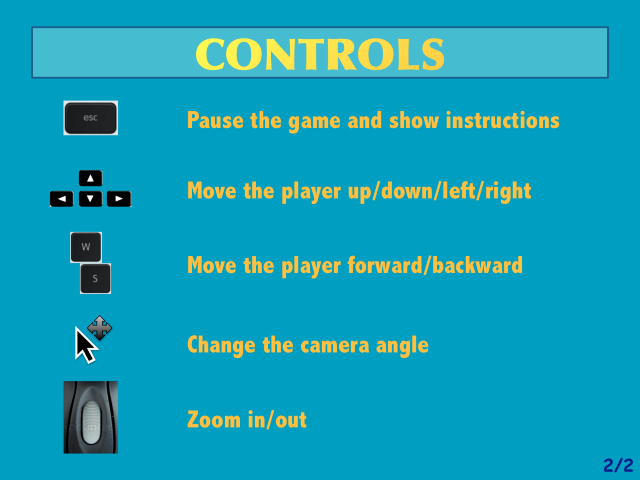 CONTROLS
esc
Pause the game and show instructions
Move the player up/down/left/right
W
S
Move the player forward/backward
Change the camera angle
Zoom in/out
2/2